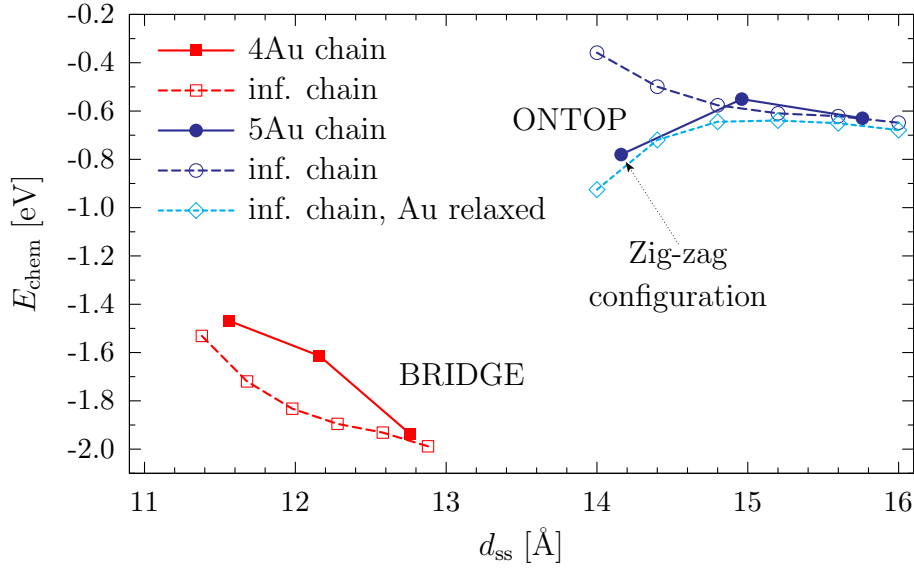 -0.2
-0.4
-0.6
-0.8
-1.0
-1.2
-1.4
-1.6
-1.8
-2.0
E_chem [eV]
4Au chain
inf. chain
5Au chain
inf. chain
inf. chain, Au relaxed
ONTOP
Zig-zag
configuration
BRIDGE
11 12 13 14 15 16
d_ss [Å]